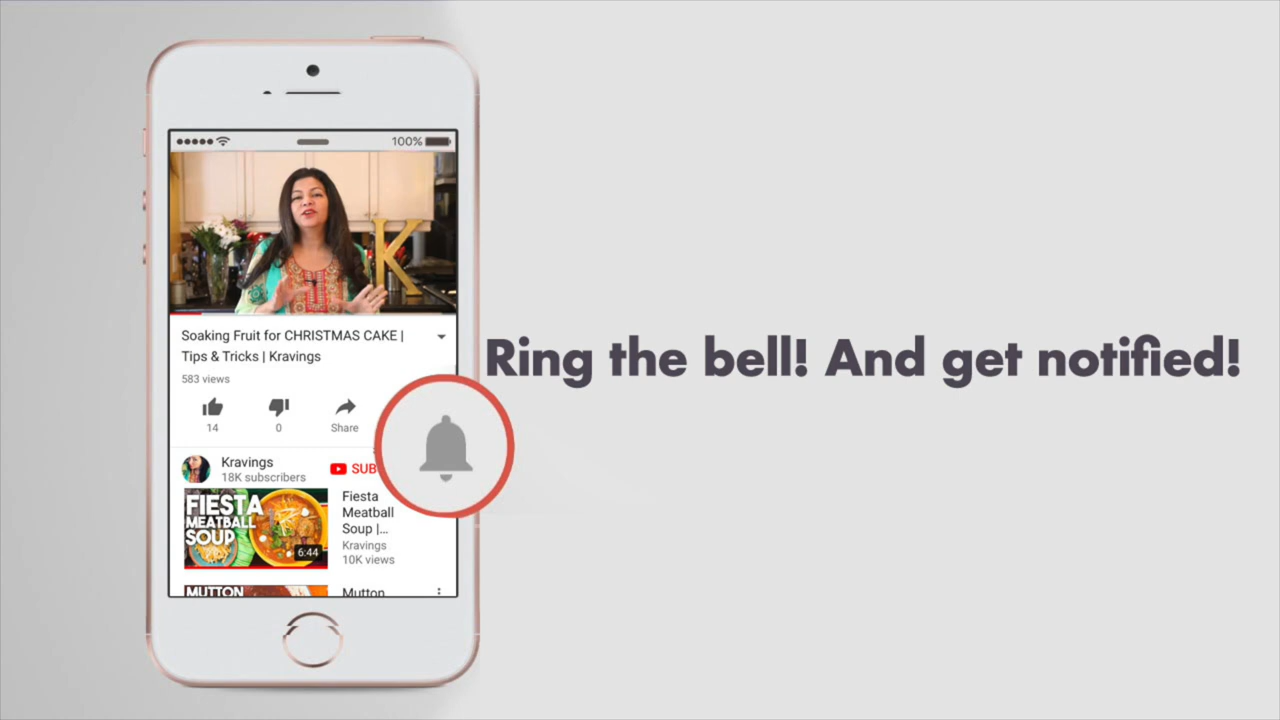 100%
K
Soaking Fruit for CHRISTMAS CAKE |
Tips & Tricks | Kravings
583 views
14
0
Share
Ring the bell! And get notified!
Kravings
18K subscribers
SUB
FIESTA
MEATBALL
SOUP
6:44
Fiesta
Meatball
Soup |...
Kravings
10K views
MUTTON
Mutton